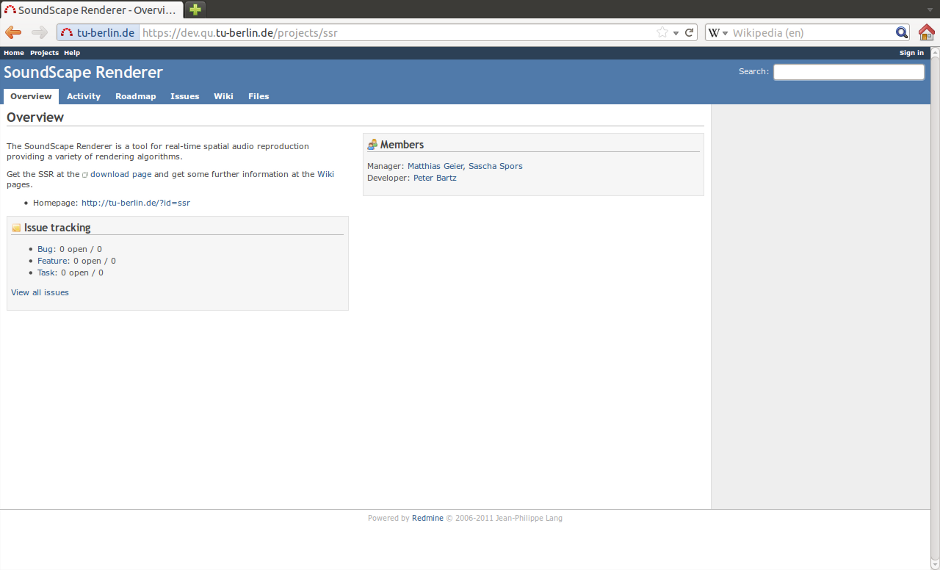 SoundScape Renderer - Overvi...
tu-berlin.de https://dev.qu.tu-berlin.de/projects/ssr W Wikipedia (en)
Home Projects Help Sign in
SoundScape Renderer Search:
Overview Activity Roadmap Issues Wiki Files
Overview
The SoundScape Renderer is a tool for real-time spatial audio reproduction
providing a variety of rendering algorithms.
Get the SSR at the download page and get some further information at the Wiki
pages.
• Homepage: http://tu-berlin.de/?id=ssr
Issue tracking
• Bug: 0 open / 0
• Feature: 0 open / 0
• Task: 0 open / 0
View all issues
Members
Manager: Matthias Geier, Sascha Spors
Developer: Peter Bartz
Powered by Redmine © 2006-2011 Jean-Philippe Lang